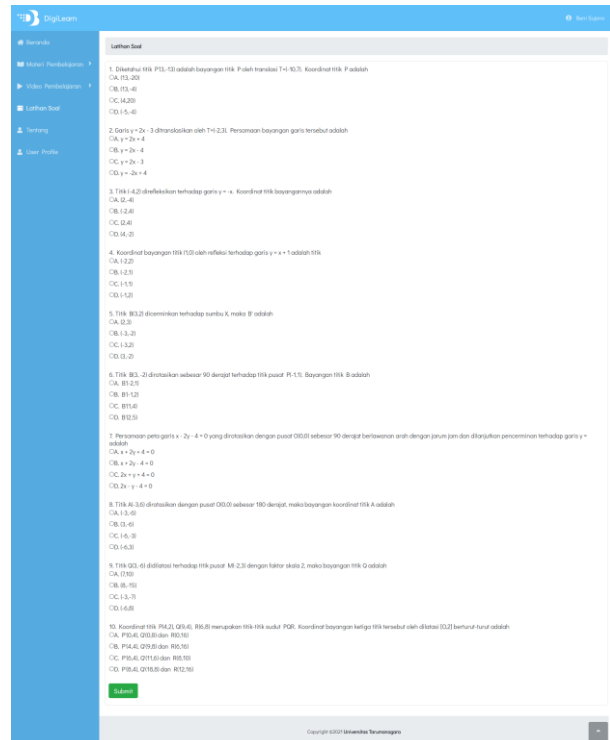 DigiLearn
Beni Sujono
Beranda
Materi Pembelajaran
Video Pembelajaran
Latihan Soal
Tentang
User Profile
Latihan Soal
1. Diketahui titik P'(3,-13) adalah bayangan titik P oleh translasi T=(-10,7). Koordinat titik P adalah
A. (13,-20)
B. (13,-4)
C. (4,20)
D. (-5,-4)
2. Garis y = 2x - 3 ditranslasikan oleh T=(-2,3). Persamaan bayangan garis tersebut adalah
A. y = 2x + 4
B. y = 2x - 4
C. y = 2x - 3
D. y = -2x + 4
3. Titik (-4,2) direfleksikan terhadap garis y = -x. Koordinat titik bayangannya adalah
A. (2,-4)
B. (-2,4)
C. (2,4)
D. (4,-2)
4. Koordinat bayangan titik (1,0) oleh refleksi terhadap garis y = x + 1 adalah titik
A. (-2,2)
B. (-2,1)
C. (-1,1)
D. (-1,2)
5. Titik B(3,2) dicerminkan terhadap sumbu X, maka B' adalah
A. (2,3)
B. (-3,-2)
C. (-3,2)
D. (3,-2)
6. Titik B(3, -2) dirotasikan sebesar 90 derajat terhadap titik pusat P(-1,1). Bayangan titik B adalah
A. B'(-2,1)
B. B'(-1,2)
C. B'(1,4)
D. B'(2,5)
7. Persamaan peta garis x - 2y - 4 = 0 yang dirotasikan dengan pusat O(0,0) sebesar 90 derajat berlawanan arah dengan jarum jam dan dilanjutkan pencerminan terhadap garis y =
adalah
A. x + 2y + 4 = 0
B. x + 2y - 4 = 0
C. 2x + y + 4 = 0
D. 2x - y - 4 = 0
8. Titik A(-3,6) dirotasikan dengan pusat O(0,0) sebesar 180 derajat, maka bayangan koordinat titik A adalah
A. (-3,-6)
B. (3,-6)
C. (-6,-3)
D. (-6,3)
9. Titik Q(3,-6) didilatasi terhadap titik pusat M(-2,3) dengan faktor skala 2, maka bayangan titik Q adalah
A. (7,10)
B. (8,-15)
C. (-3,-7)
D. (-6,8)
10. Koordinat titik P(4,2), Q(9,4), R(6,8) merupakan titik-titik sudut PQR. Koordinat bayangan ketiga titik tersebut oleh dilatasi [O,2] berturut-turut adalah
A. P'(0,4), Q'(0,8) dan R(0,16)
B. P'(4,4), Q'(9,8) dan R(6,16)
C. P'(6,4), Q'(11,6) dan R(8,10)
D. P'(8,4), Q'(18,8) dan R(12,16)
Submit
Copyright ©2021 Universitas Tarumanagara